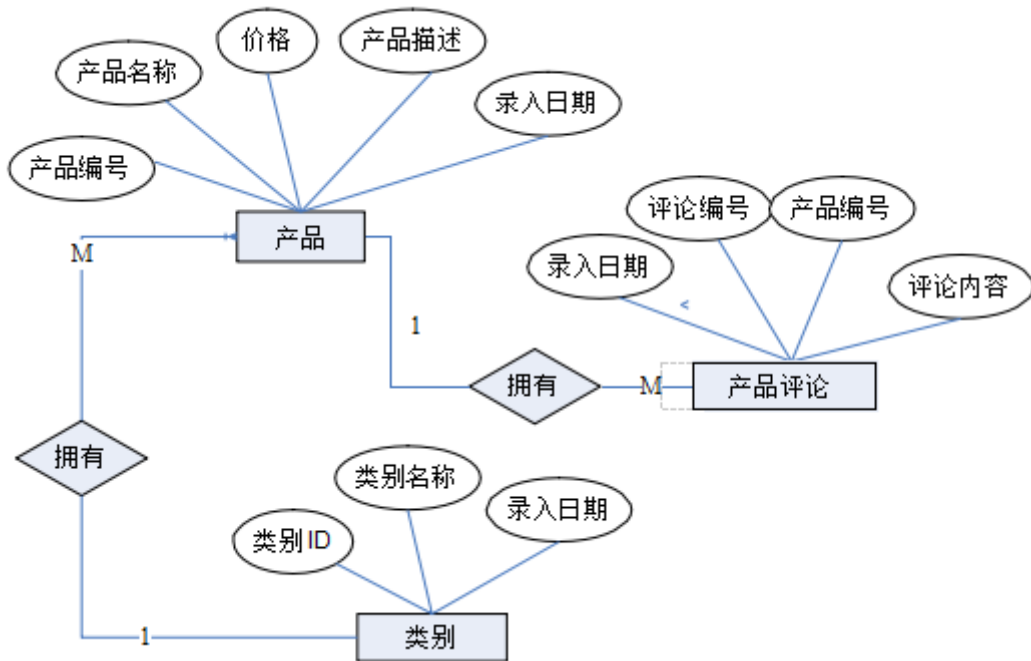 价格
产品描述
产品名称
录入日期
产品编号
产品
评论编号
产品编号
录入日期
评论内容
M
1
拥有
M
产品评论
拥有
类别名称
录入日期
类别ID
1
类别